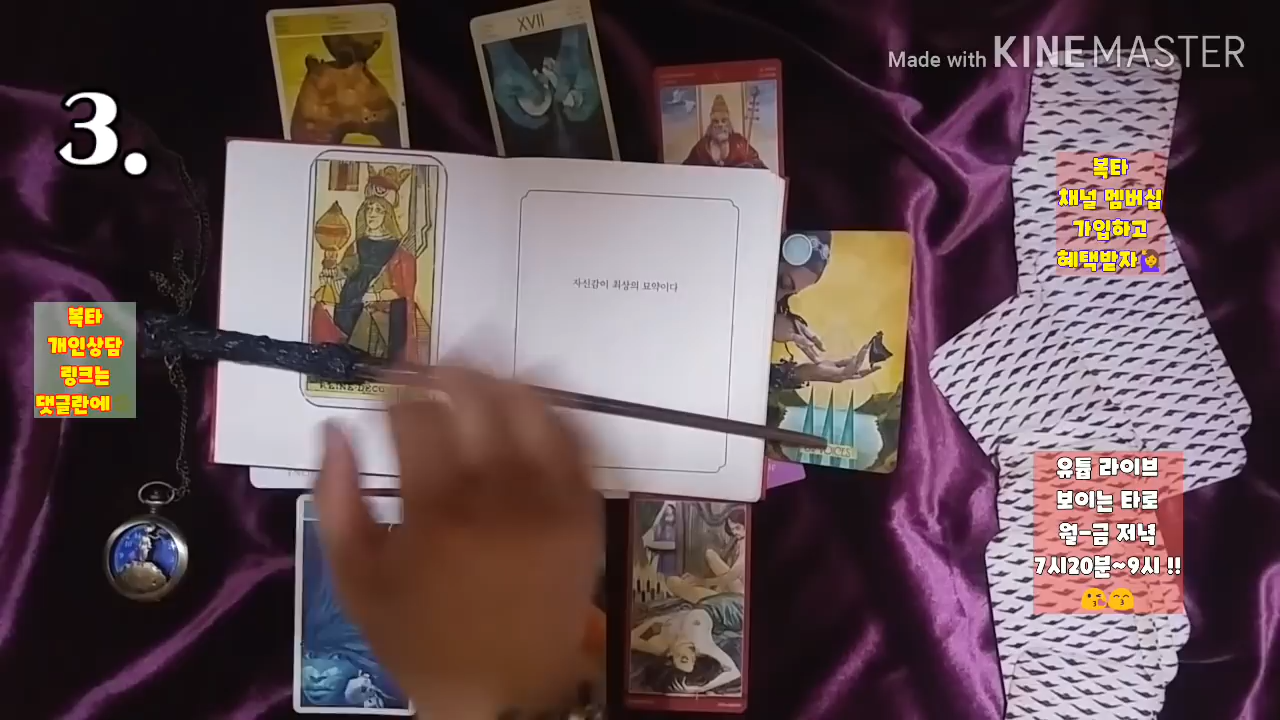 Made with KINEMASTER
3.
XVII
5
복타
채널 멤버십
가입하고
혜택받자
자신감이 최상의 묘약이다
복타
개인상담
링크는
댓글란에
유튭 라이브
보이는 타로
월-금 저녁
7시20분~9시 !!